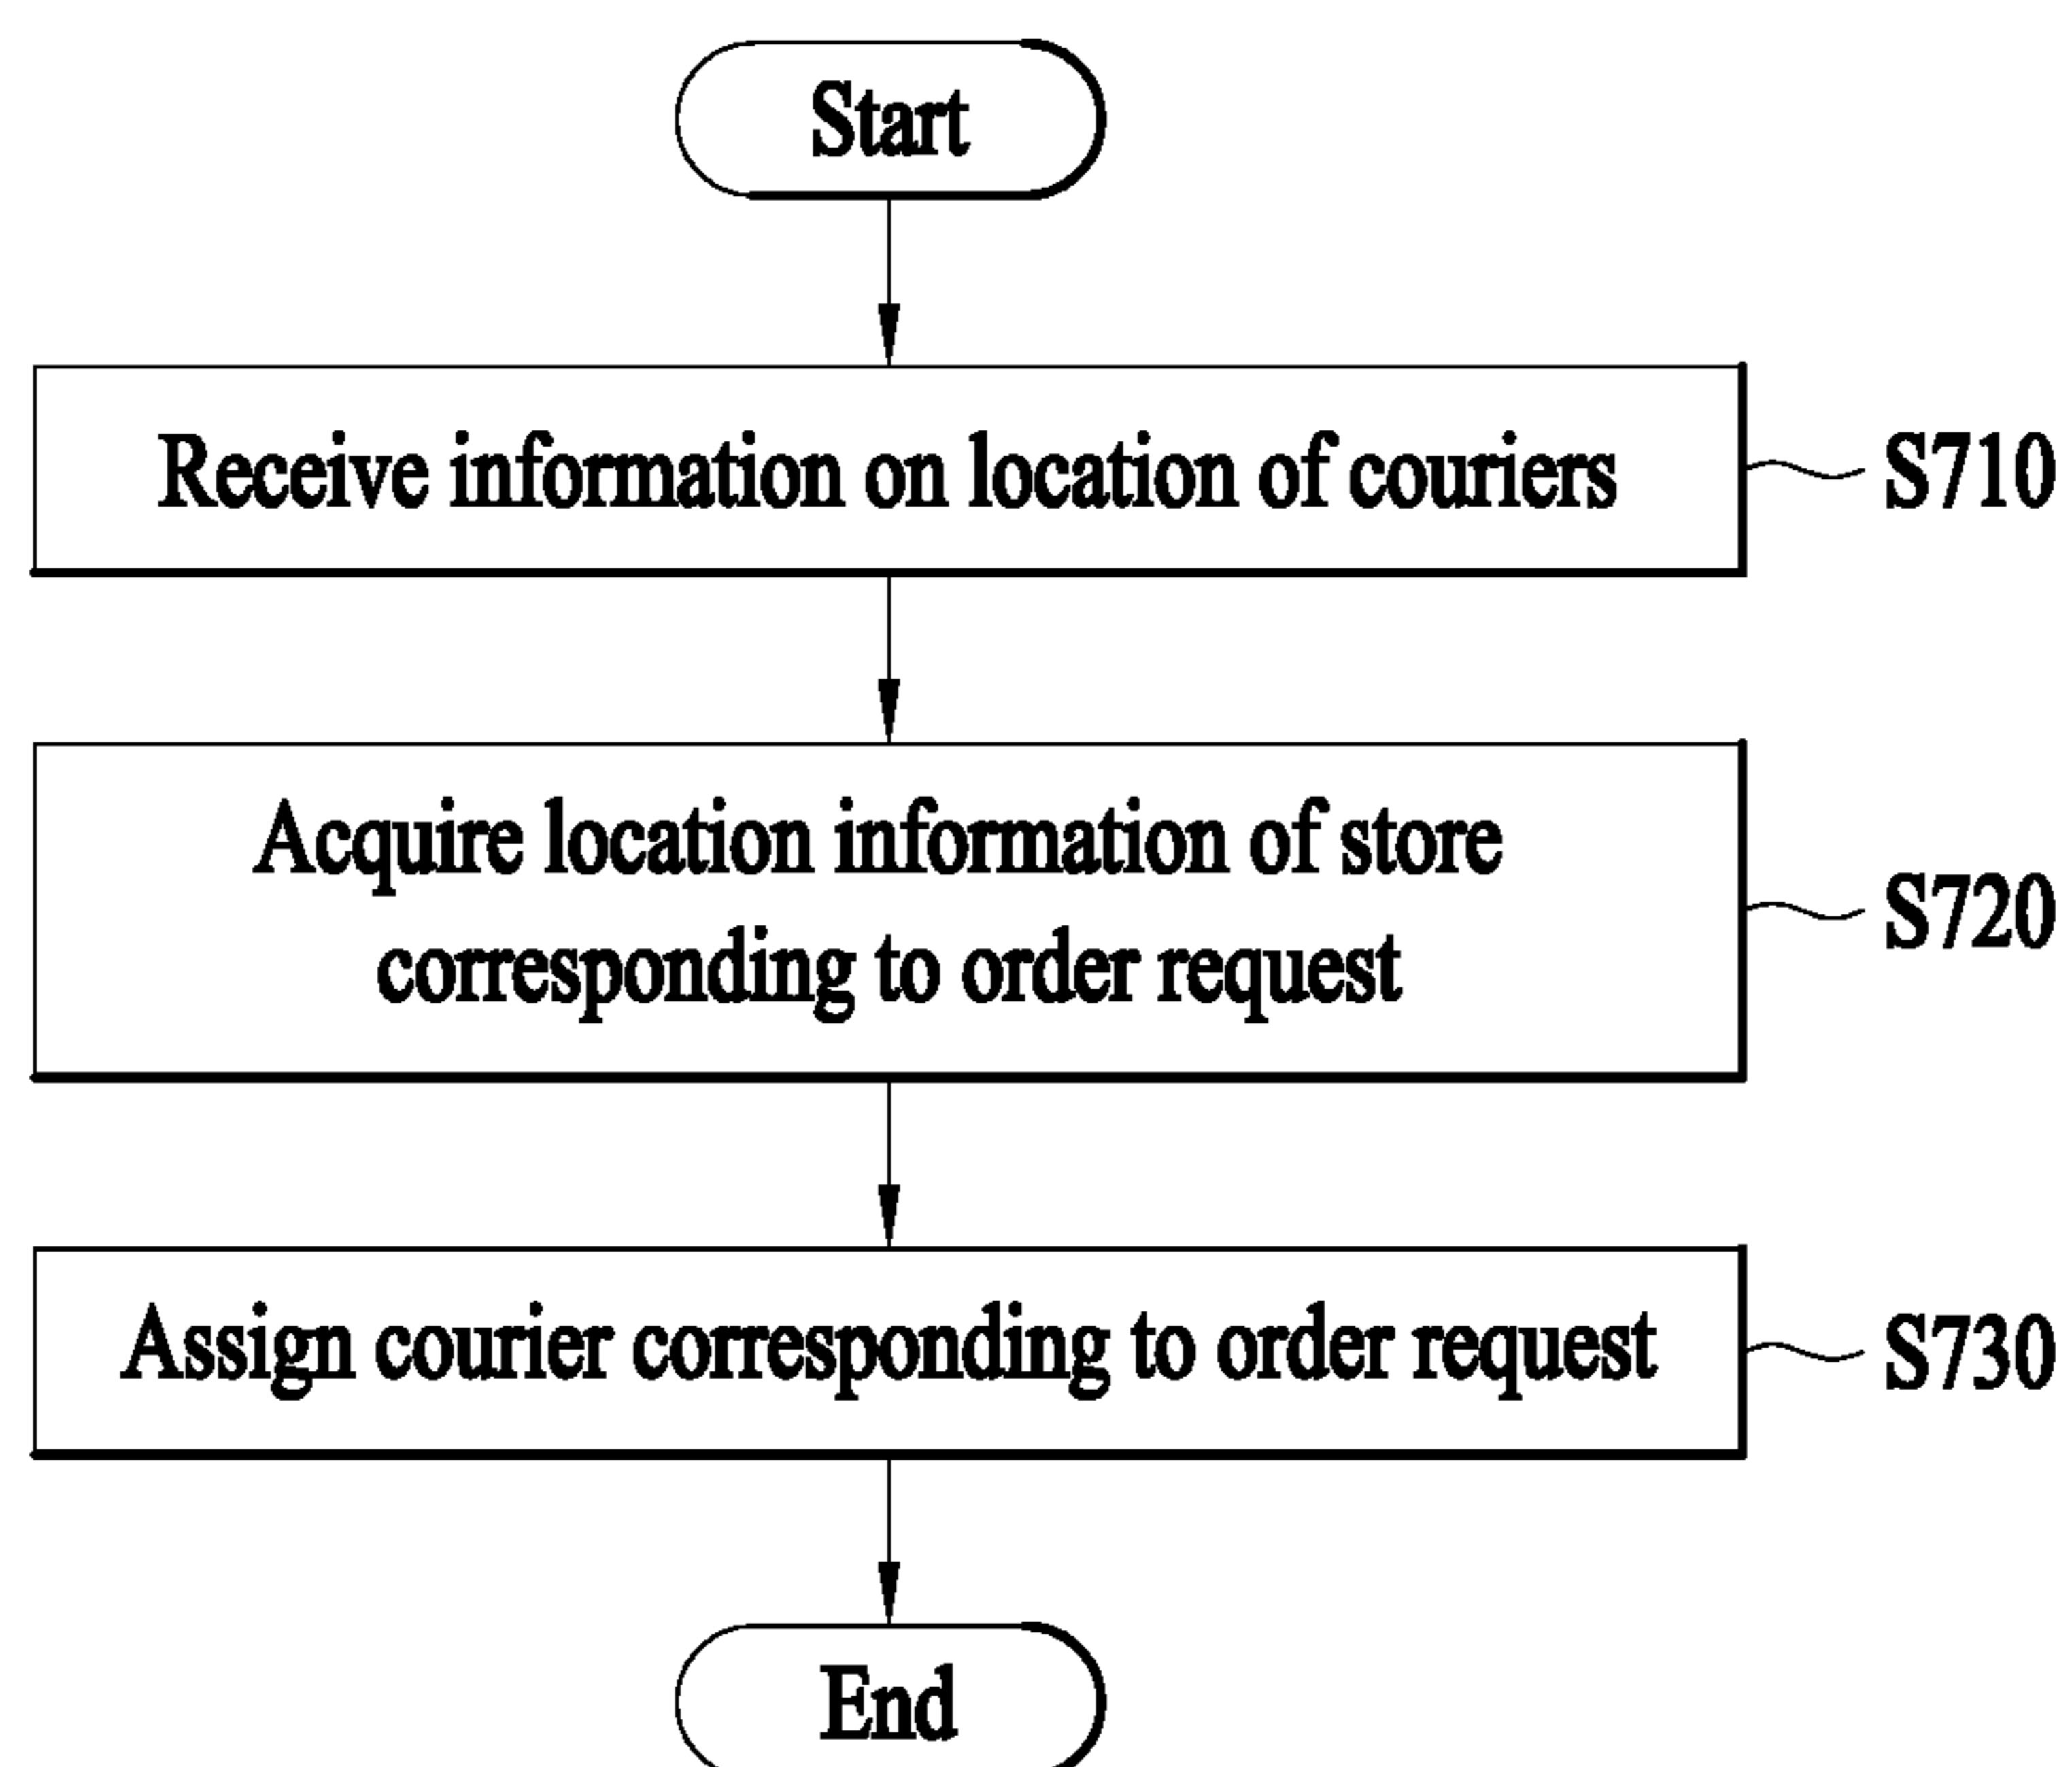 Start
Receive information on location of couriers
S710
Acquire location information of store
corresponding to order request
S720
Assign courier corresponding to order request
S730
End